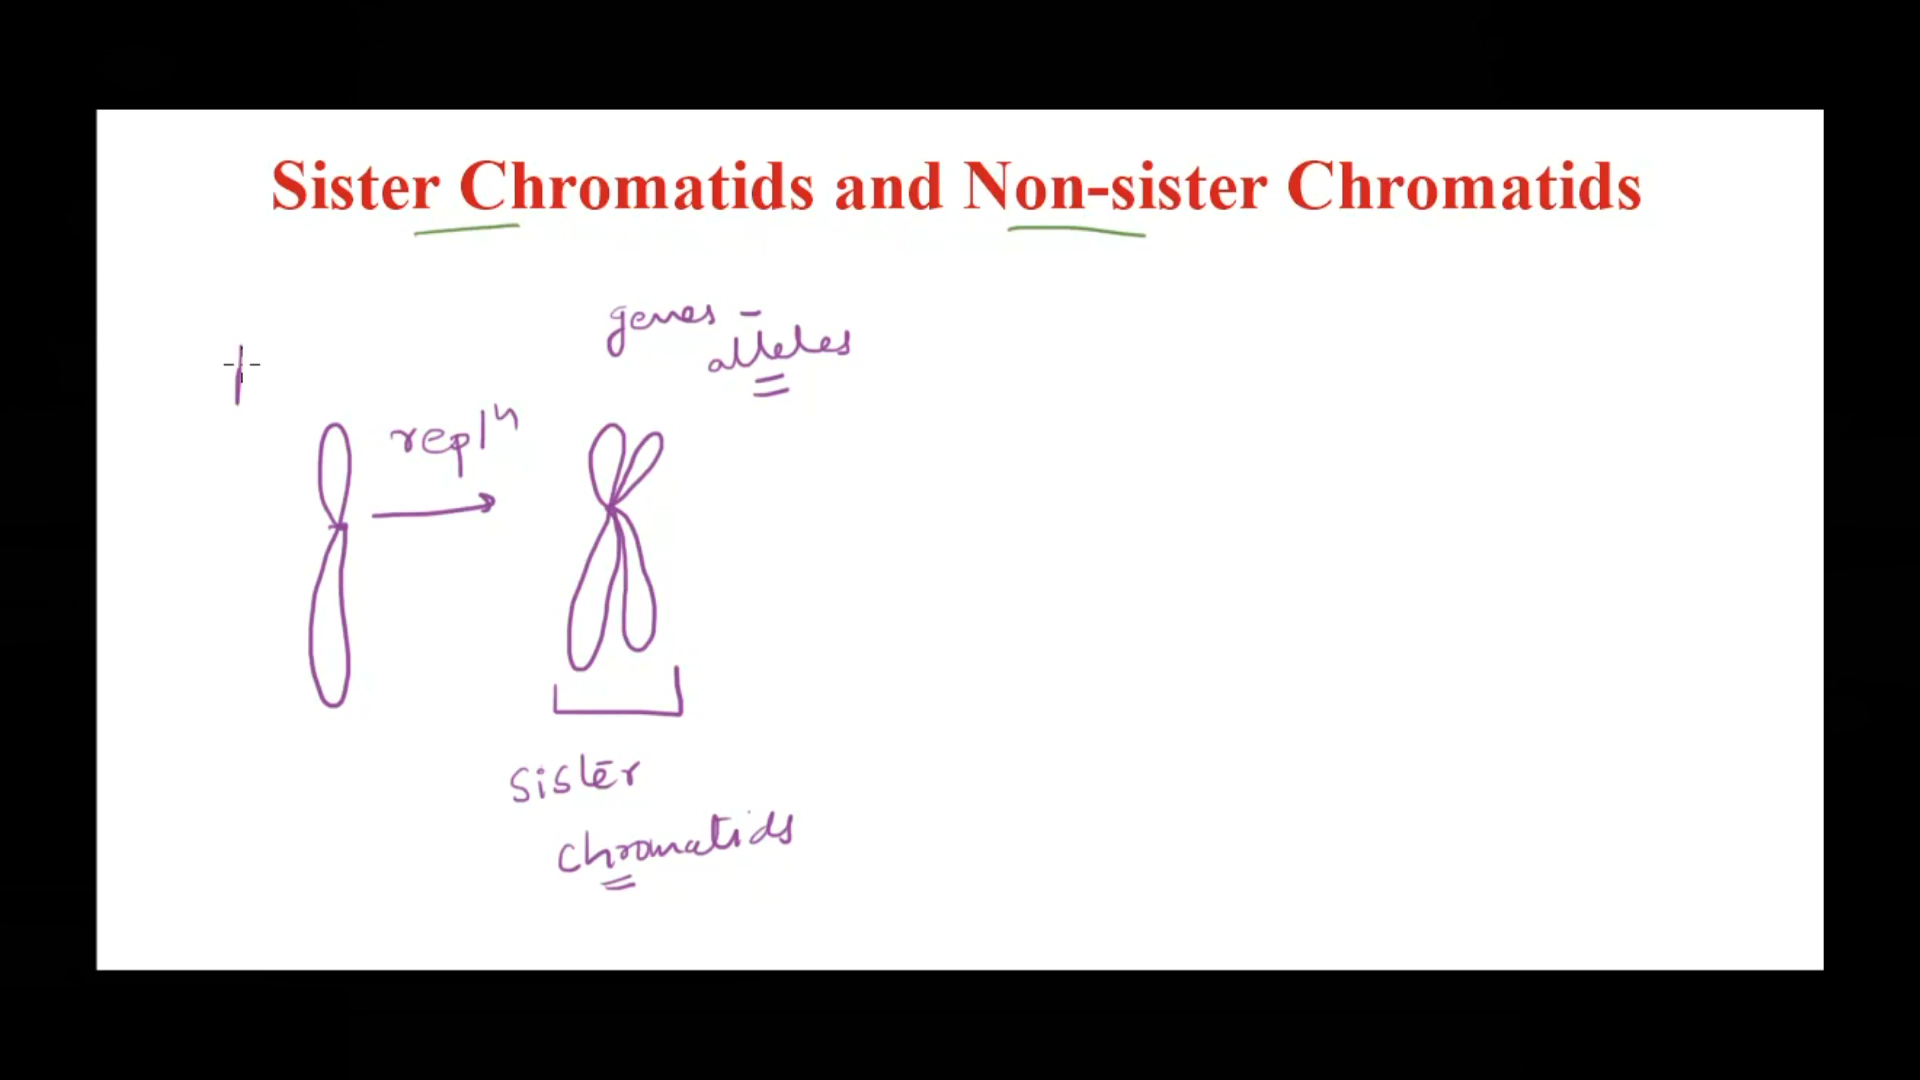 Sister Chromatids and Non-sister Chromatids
genes -
alleles
repl^n
sister
chromatids